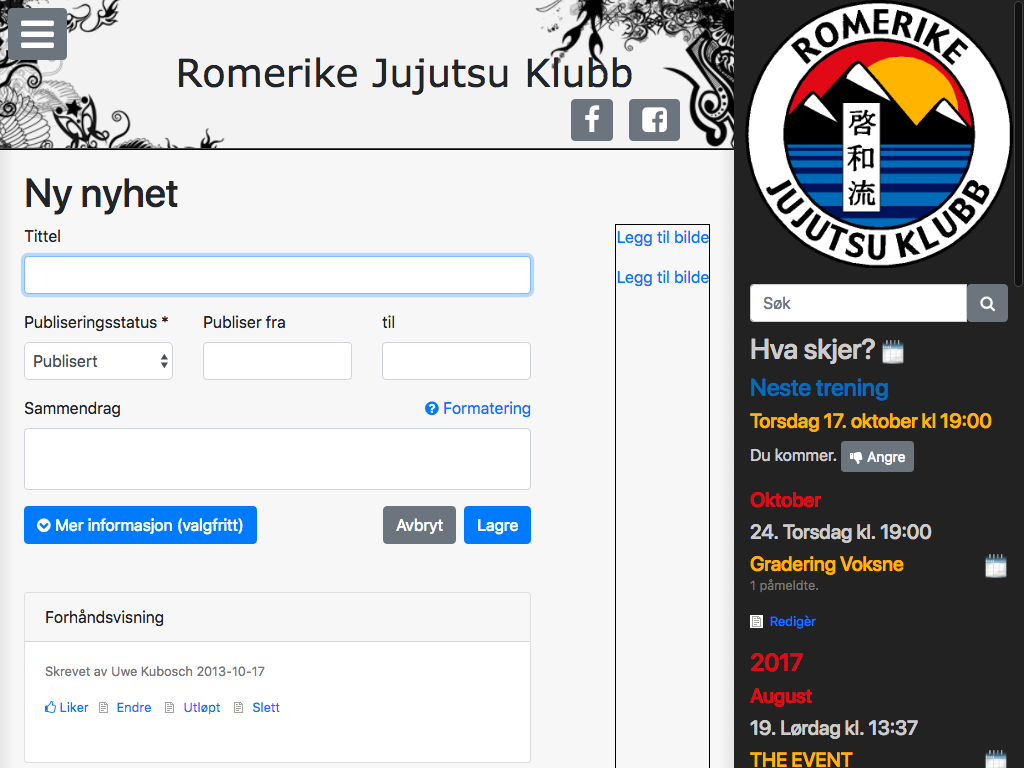 Romerike Jujutsu Klubb
Ny nyhet
Tittel
Publiseringsstatus *
Publiser fra
til
Publisert
Sammendrag
Formatering
Mer informasjon (valgfritt)
Avbryt
Lagre
Forhåndsvisning
Skrevet av Uwe Kubosch 2013-10-17
Liker Endre Utløpt Slett
Legg til bilde
Legg til bilde
ROMERIKE
啓
和
流
JUJUTSU KLUBB
Søk
Hva skjer?
Neste trening
Torsdag 17. oktober kl 19:00
Du kommer. Angre
Oktober
24. Torsdag kl. 19:00
Gradering Voksne
1 påmeldte.
Redigèr
2017
August
19. Lørdag kl. 13:37
THE EVENT